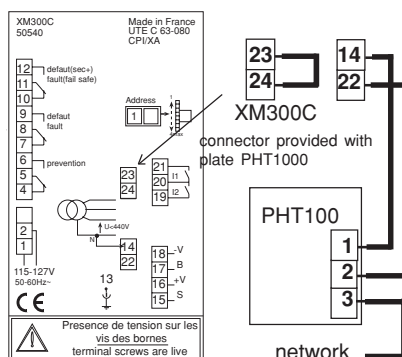 XM300C
50540
Made in France
UTE C 63-080
CPI/XA
12
11
10
9
8
7
6
5
4
defaut(sec+)
fault(fail safe)
defaut
fault
prevention
Address
1
1
max
23
24
21
20
19
I1
I2
2
1
115-127V
50-60Hz~
U<440V
N
14
22
13
18
17
16
15
-V
B
+V
S
CE
Presence de tension sur les
vis des bornes
terminal screws are live
23
24
XM300C
14
22
connector provided with
plate PHT1000
PHT100
1
2
3
network